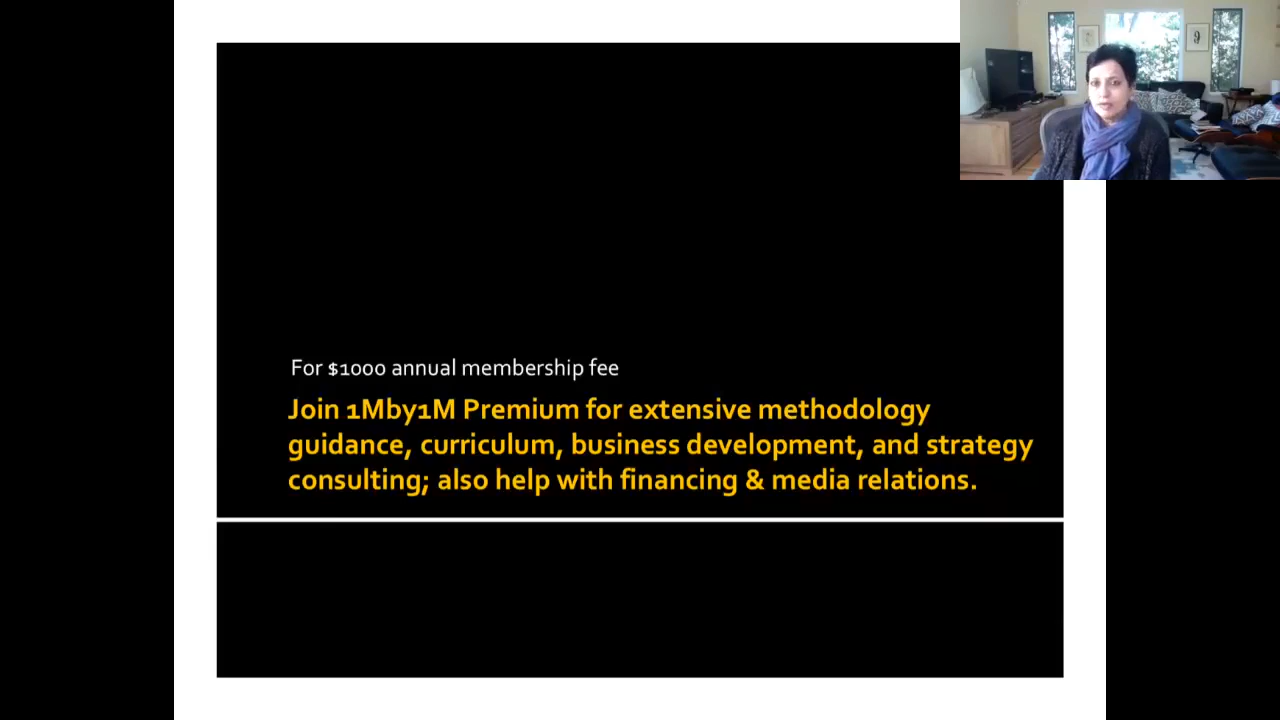 For $1000 annual membership fee
Join 1Mby1M Premium for extensive methodology
guidance, curriculum, business development, and strategy
consulting; also help with financing & media relations.